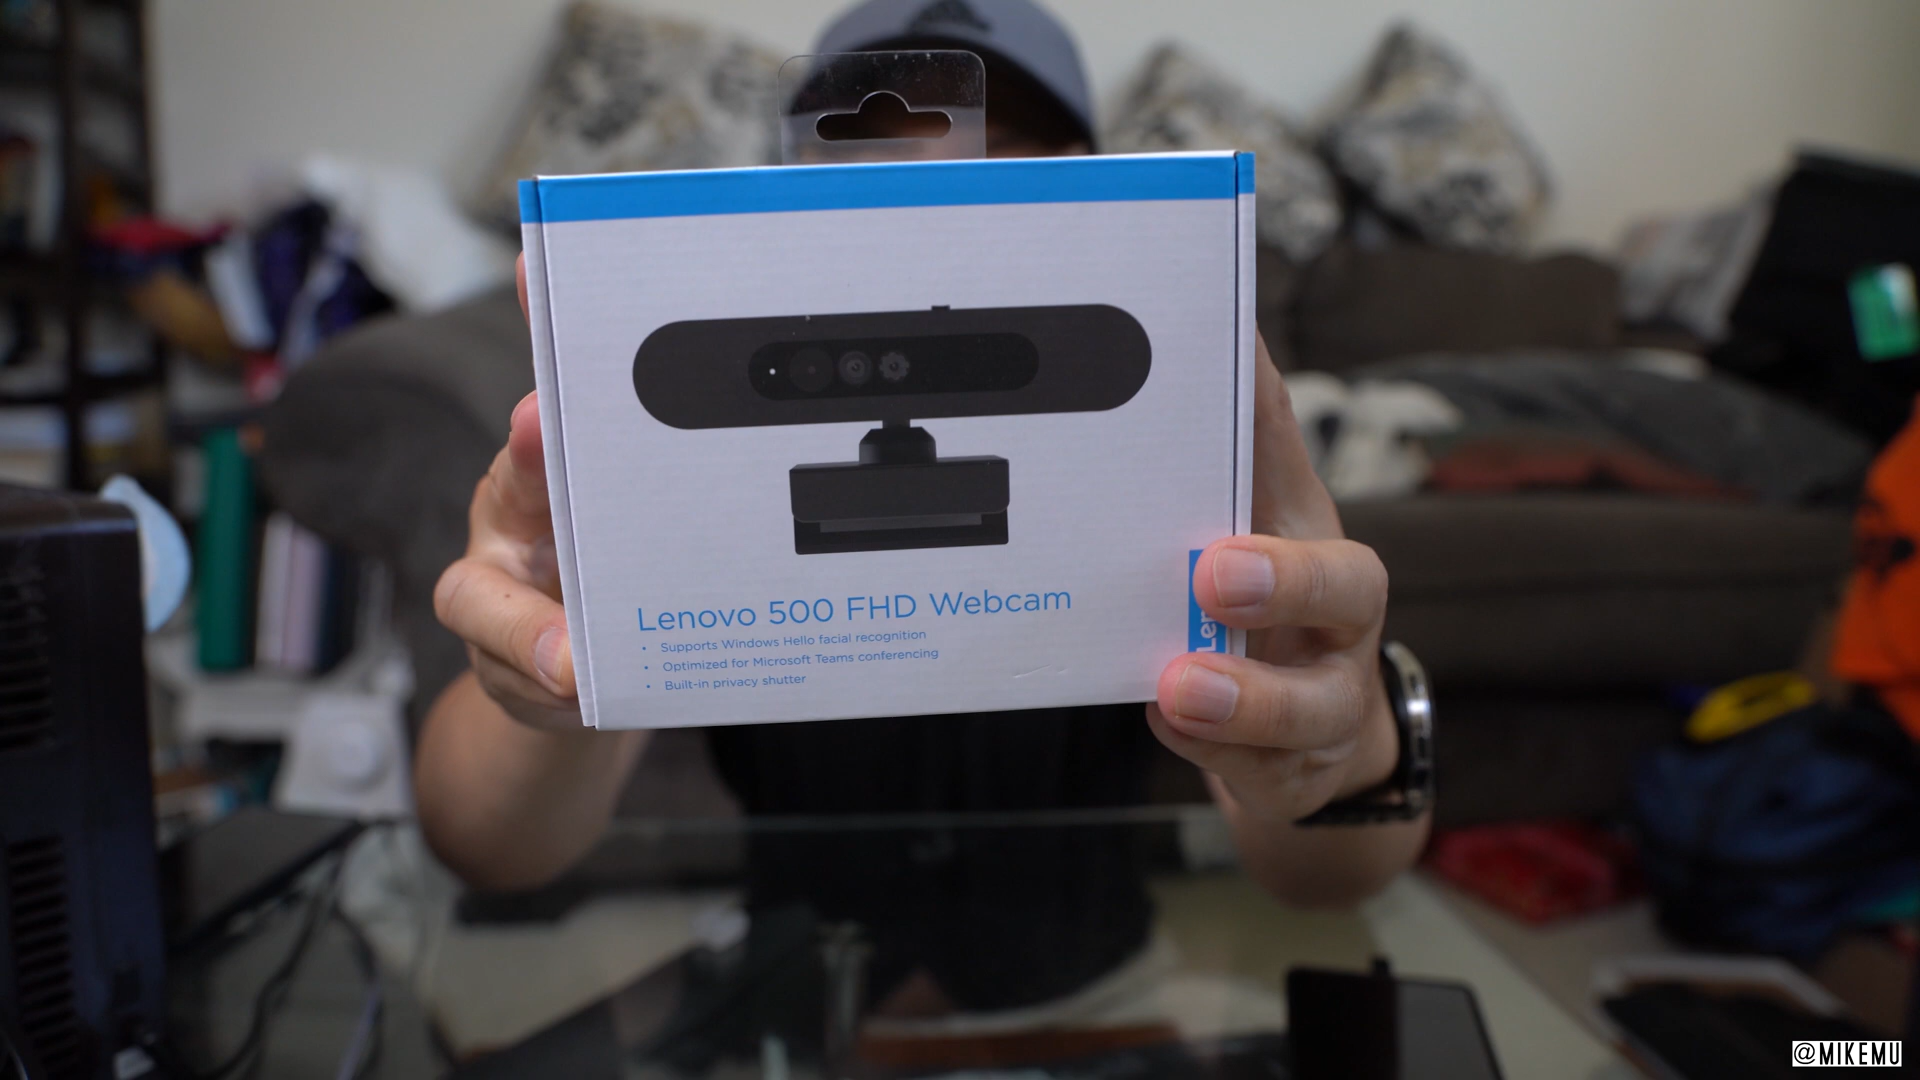 Lenovo 500 FHD Webcam
• Supports Windows Hello facial recognition
• Optimized for Microsoft Teams conferencing
• Built-in privacy shutter
Len
@MIKEMU